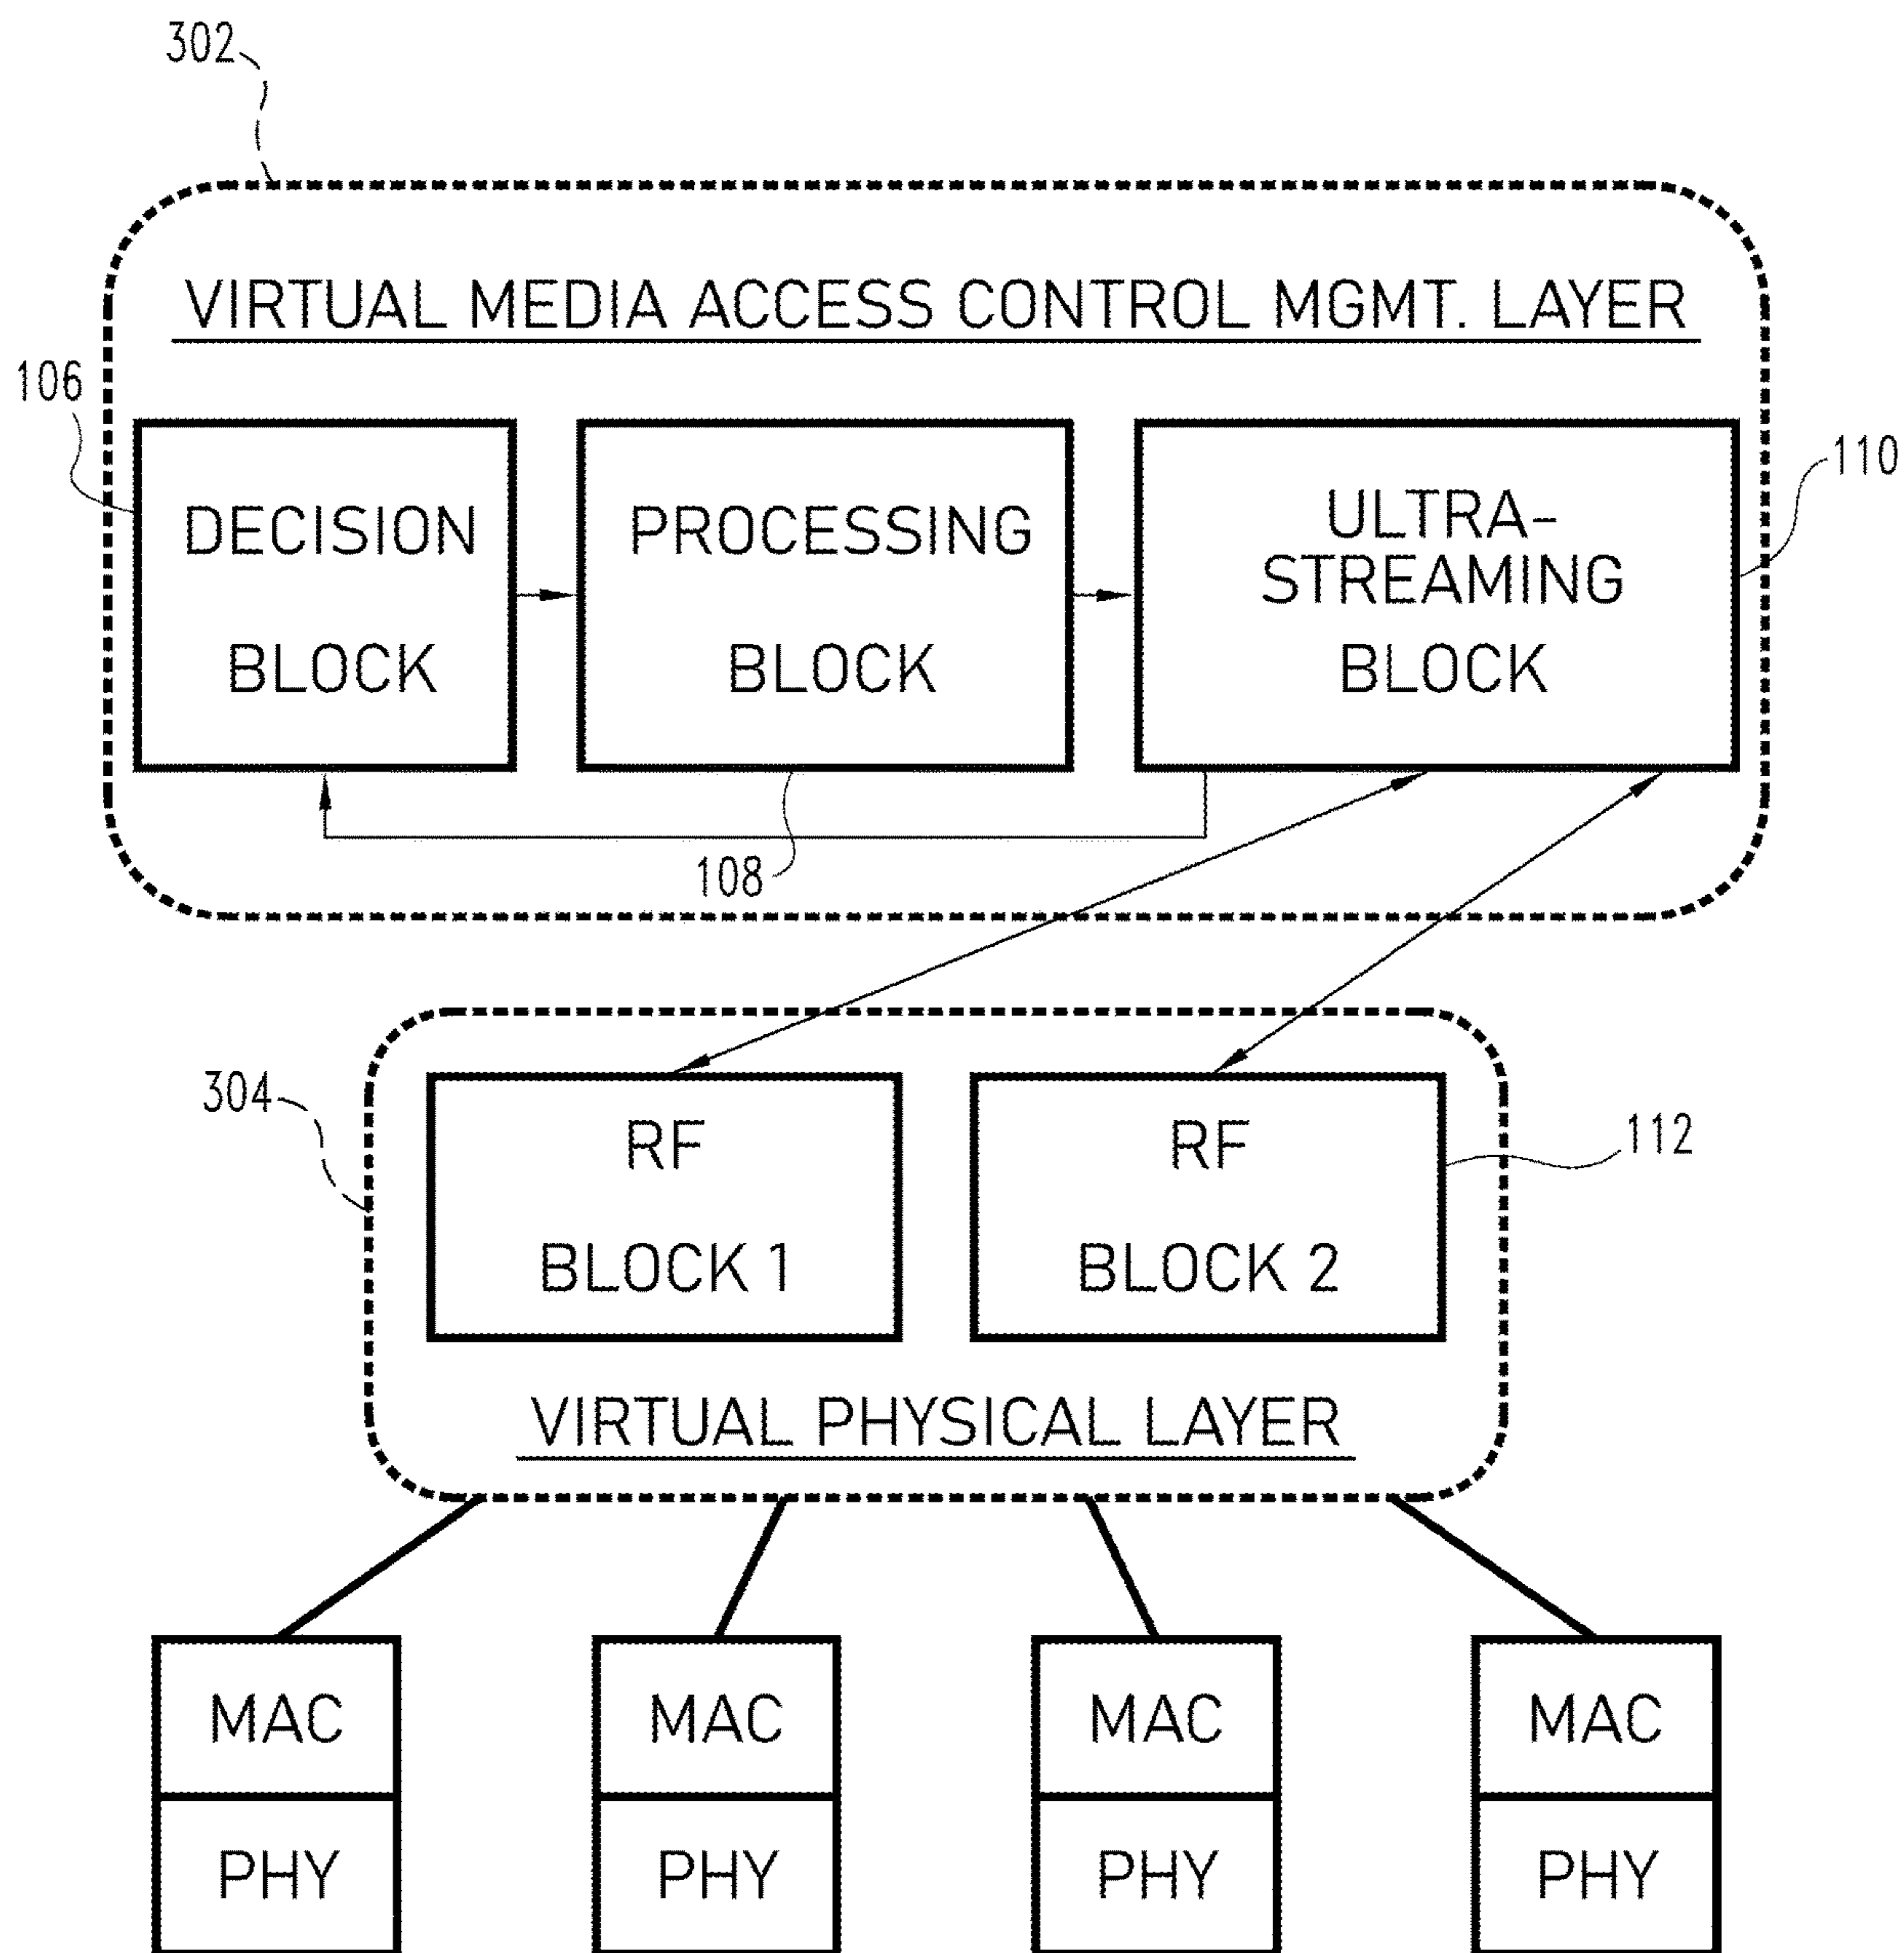 302
VIRTUAL MEDIA ACCESS CONTROL MGMT. LAYER
106
DECISION
BLOCK
PROCESSING
BLOCK
ULTRA-
STREAMING
BLOCK
110
108
304
RF
BLOCK 1
RF
BLOCK 2
112
VIRTUAL PHYSICAL LAYER
MAC
PHY
MAC
PHY
MAC
PHY
MAC
PHY